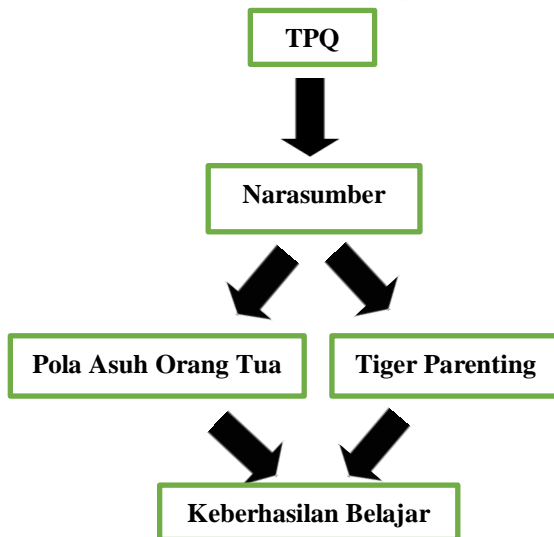 TPQ
Narasumber
Pola Asuh Orang Tua
Tiger Parenting
Keberhasilan Belajar